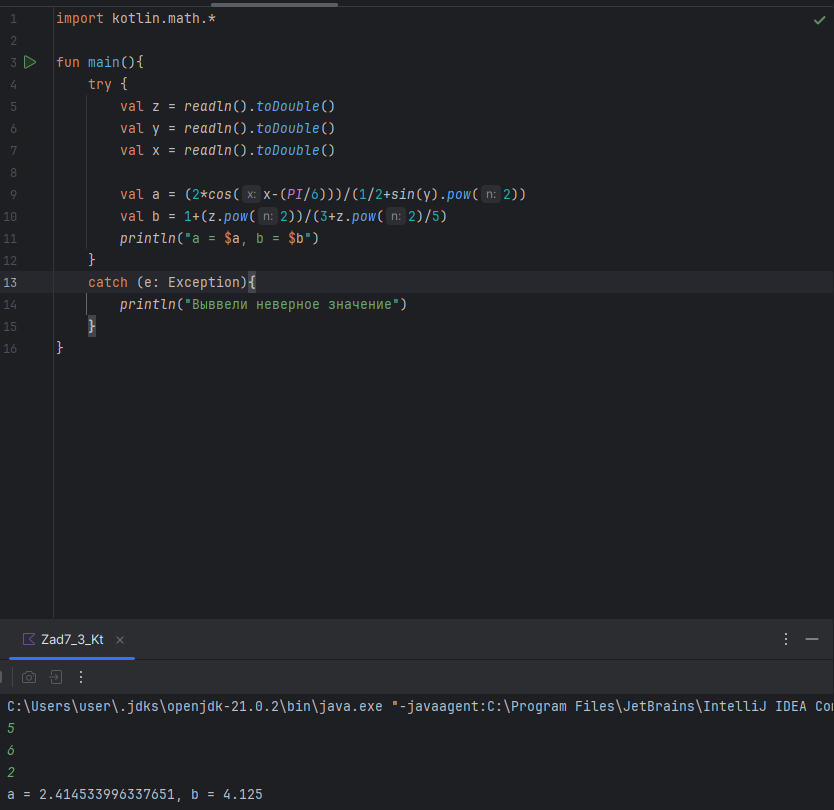 1 import kotlin.math.*
2
3 fun main(){
4 try {
5 val z = readln().toDouble()
6 val y = readln().toDouble()
7 val x = readln().toDouble()
8
9 val a = (2*cos( x: x-(PI/6)))/(1/2+sin(y).pow( n: 2))
10 val b = 1+(z.pow( n: 2))/(3+z.pow( n: 2)/5)
11 println("a = $a, b = $b")
12 }
13 catch (e: Exception){
14 println("Выввели неверное значение")
15 }
16 }
Zad7_3_Kt
C:\Users\user\.jdks\openjdk-21.0.2\bin\java.exe "-javaagent:C:\Program Files\JetBrains\IntelliJ IDEA Co
5
6
2
a = 2.414533996337651, b = 4.125